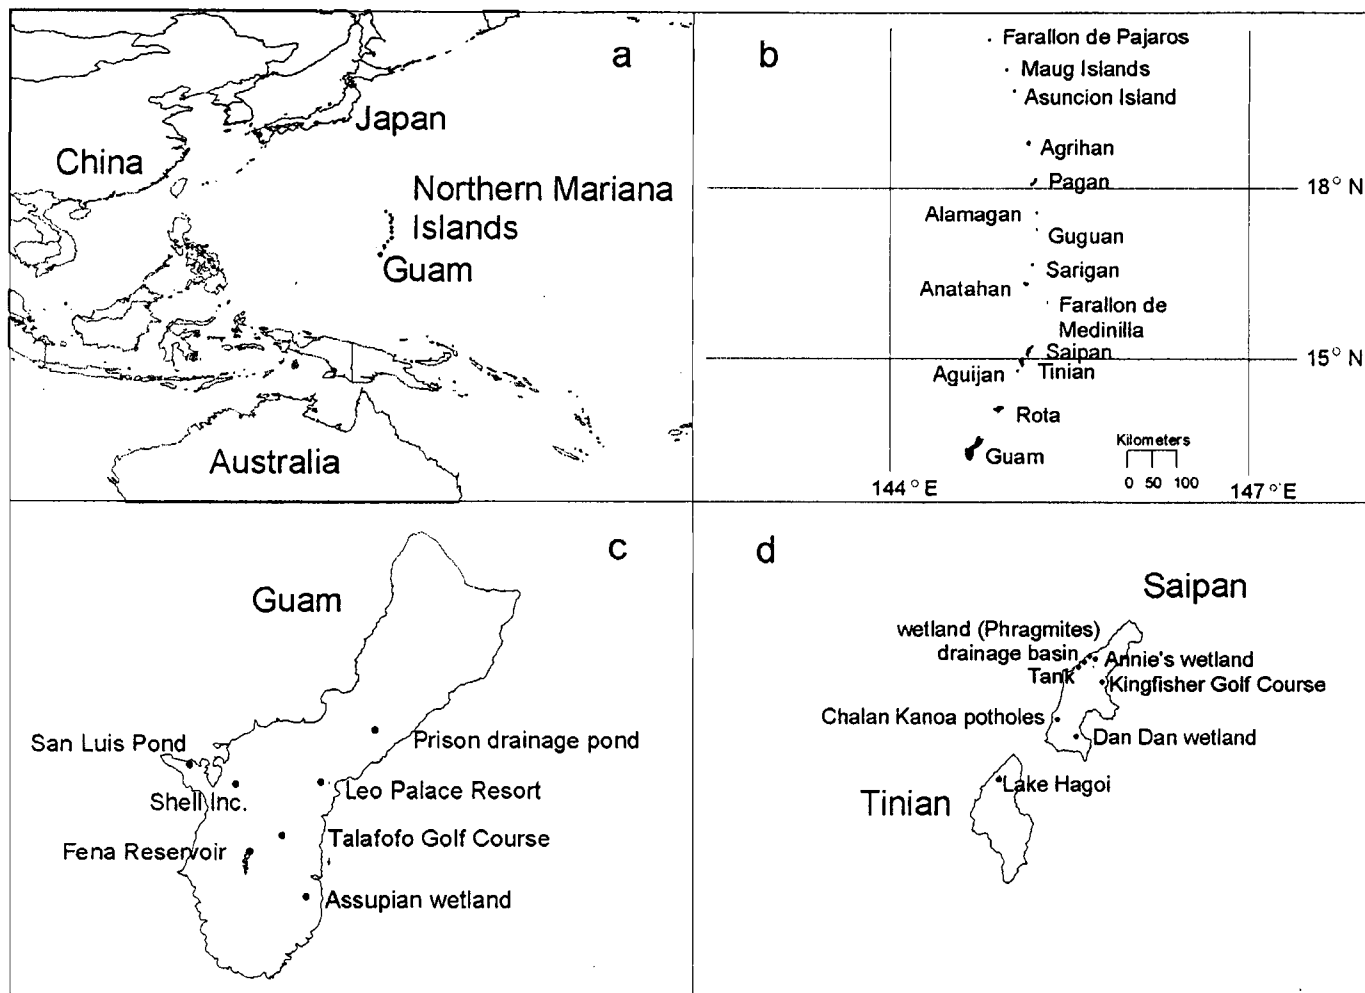 a
Japan
China
Northern Mariana
Islands
Guam
Australia
b
Farallon de Pajaros
Maug Islands
Asuncion Island
Agrihan
Pagan
18° N
Alamagan
Guguan
Sarigan
Anatahan
Farallon de
Medinilla
Saipan
15° N
Tinian
Aguijan
Rota
Kilometers
Guam
0 50 100
144° E
147° E
c
Guam
San Luis Pond
Prison drainage pond
Shell Inc.
Leo Palace Resort
Talafofo Golf Course
Fena Reservoir
Assupian wetland
d
Saipan
wetland (Phragmites)
drainage basin
Annie's wetland
Tank
Kingfisher Golf Course
Chalan Kanoa potholes
Dan Dan wetland
Lake Hagoi
Tinian